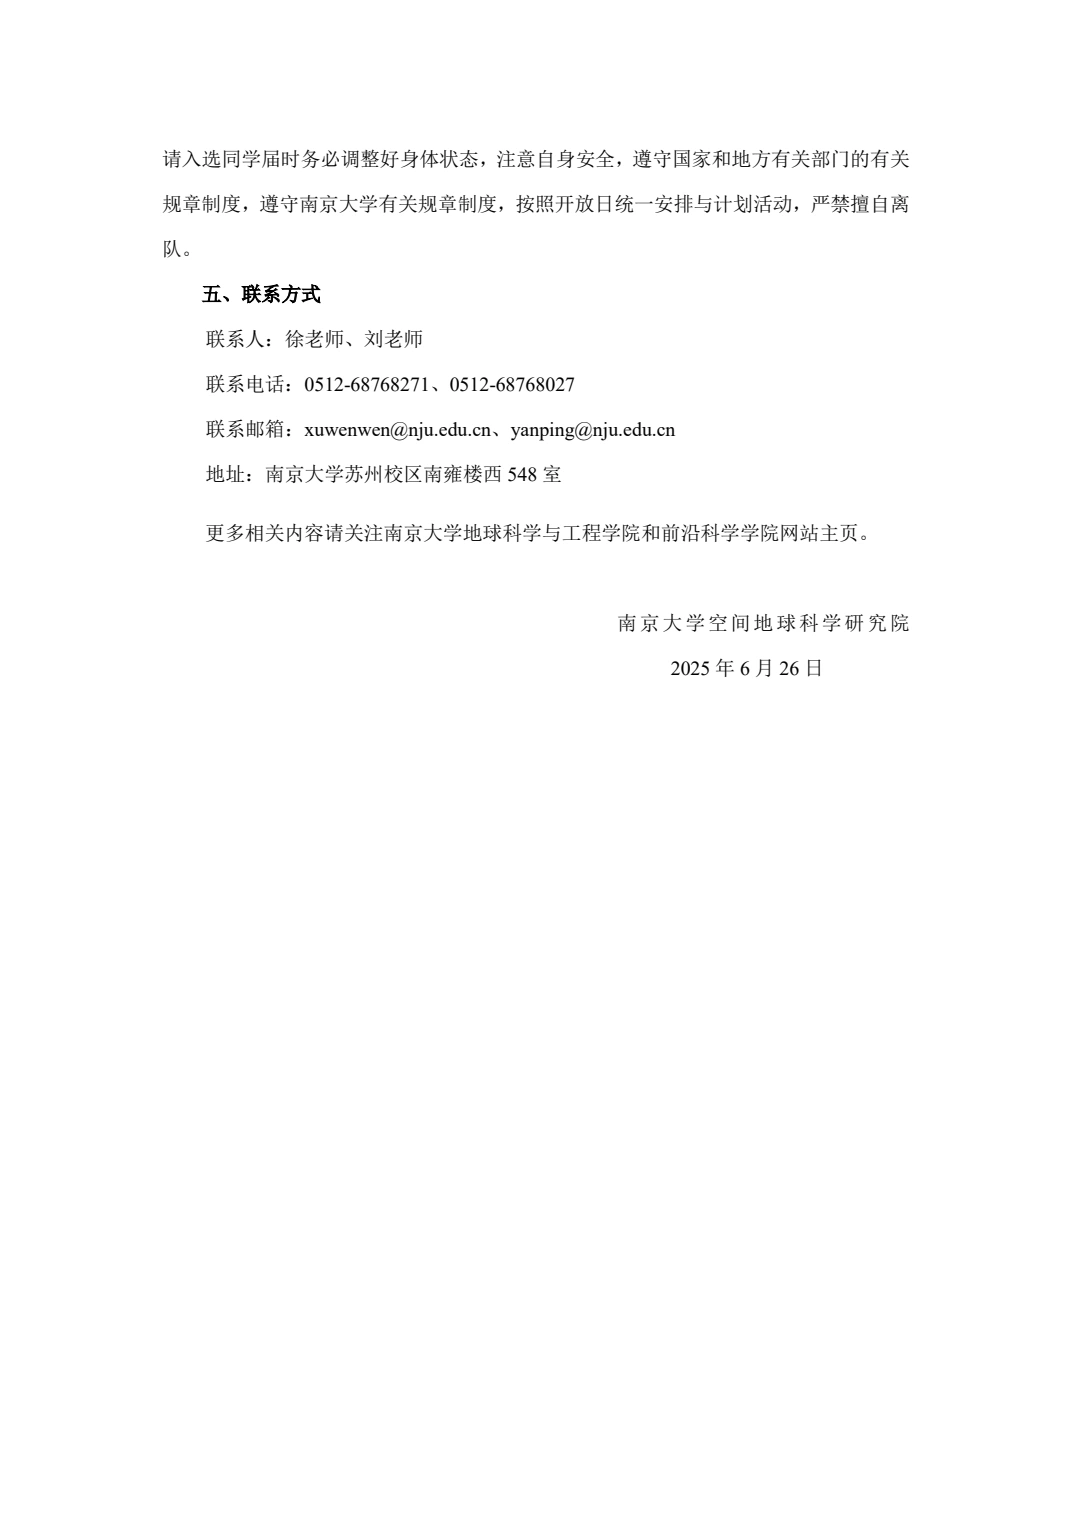 请入选同学届时务必调整好身体状态，注意自身安全，遵守国家和地方有关部门的有关
规章制度，遵守南京大学有关规章制度，按照开放日统一安排与计划活动，严禁擅自离
队。
五、联系方式
联系人：徐老师、刘老师
联系电话：0512-68768271、0512-68768027
联系邮箱：xuwenwen@nju.edu.cn、yanping@nju.edu.cn
地址：南京大学苏州校区南雍楼西 548 室
更多相关内容请关注南京大学地球科学与工程学院和前沿科学学院网站主页。
南京大学空间地球科学研究院
2025 年 6 月 26 日